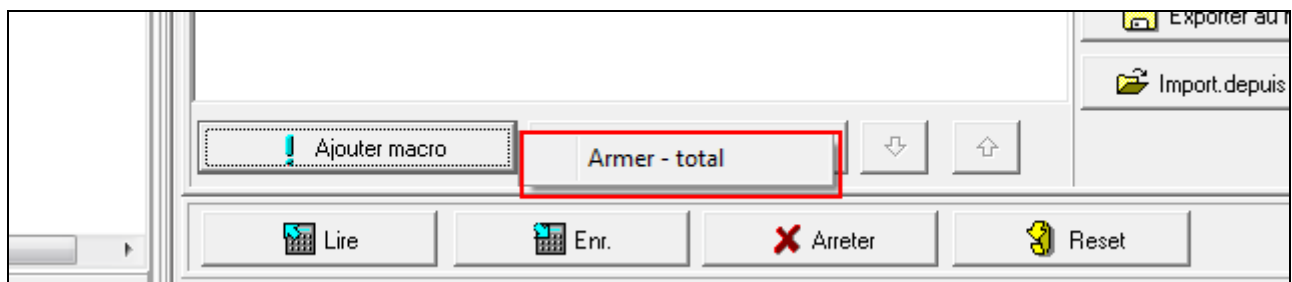 Exporter au
Import.depuis
Ajouter macro
Armer - total
Lire
Enr.
Arreter
Reset